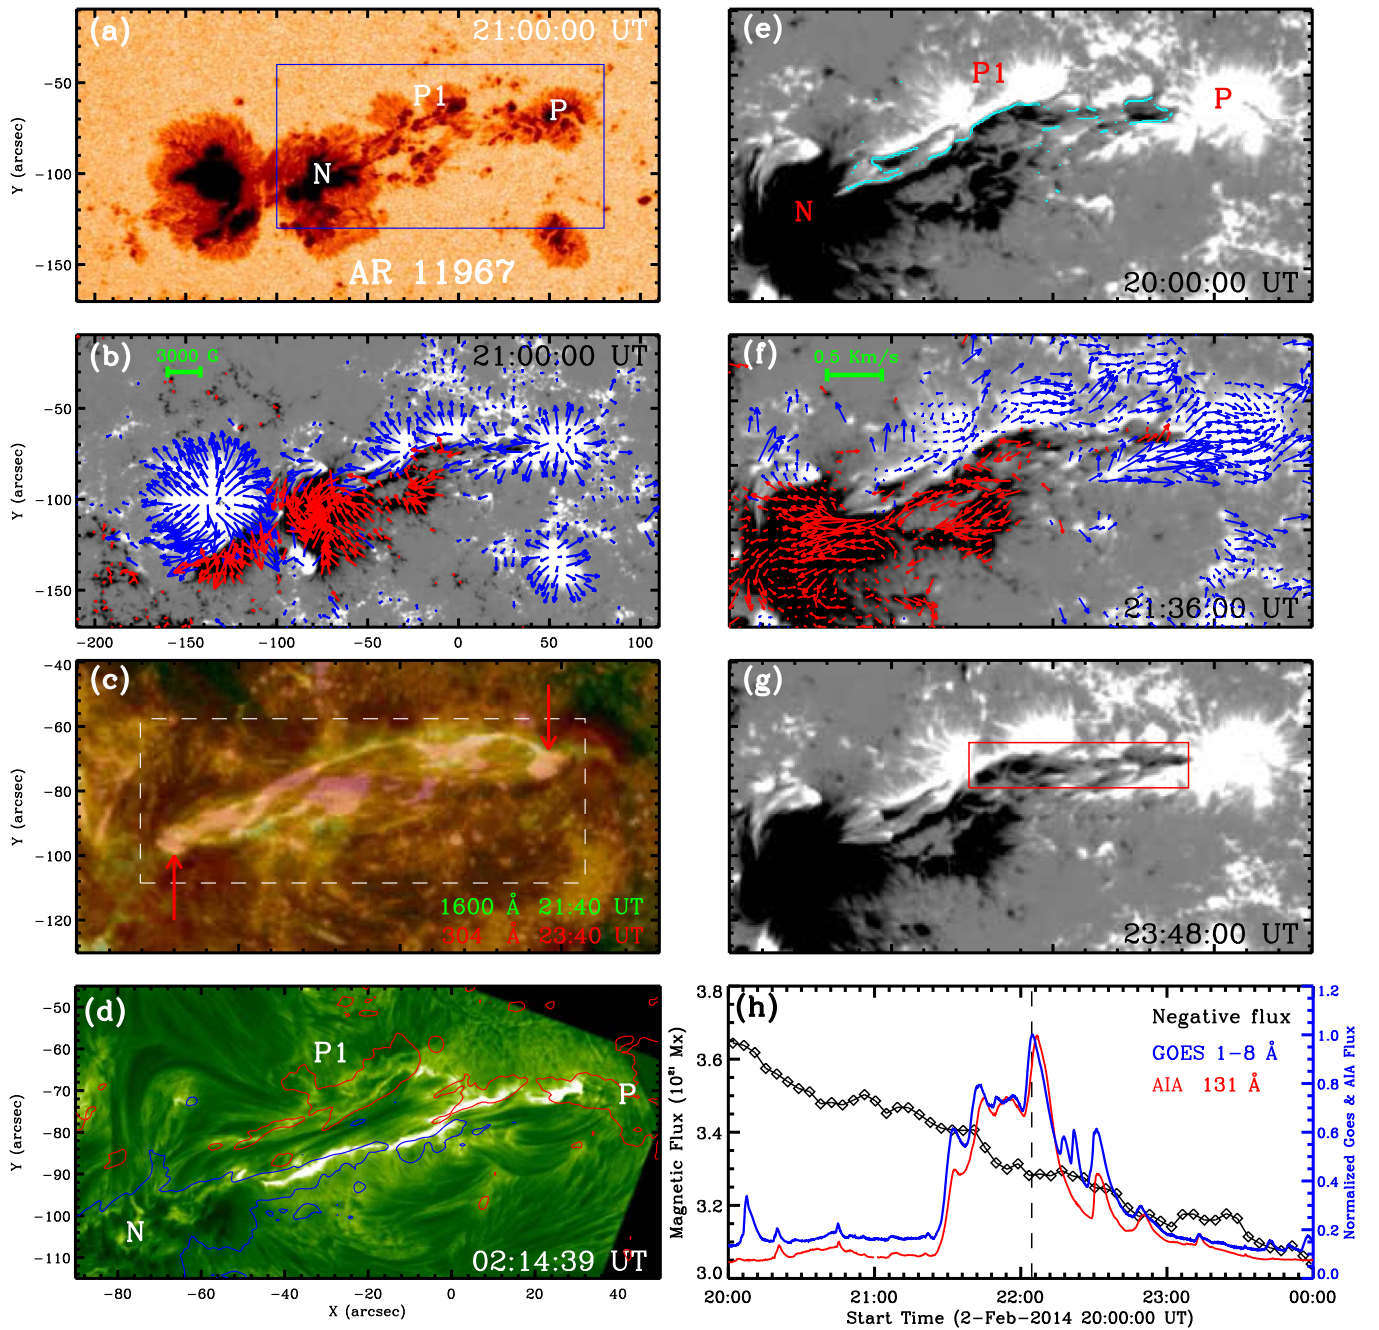 (a) 21:00:00 UT
P1
P
N
AR 11967
-50
-100
-150
Y (arcsec)
(b) 21:00:00 UT
3000 G
-50
-100
-150
Y (arcsec)
-200 -150 -100 -50 0 50 100
(c)
-40
-60
-80
-100
-120
Y (arcsec)
1600 Å 21:40 UT
304 Å 23:40 UT
(d)
P1
P
N
02:14:39 UT
-50
-60
-70
-80
-90
-100
-110
Y (arcsec)
-80 -60 -40 -20 0 20 40
X (arcsec)
(e)
P1
P
N
20:00:00 UT
(f)
0.5 Km/s
21:36:00 UT
(g)
23:48:00 UT
(h)
Negative flux
GOES 1-8 Å
AIA 131 Å
3.8
3.6
3.4
3.2
3.0
Magnetic Flux (10²¹ Mx)
1.2
1.0
0.8
0.6
0.4
0.2
0.0
Normalized Goes & AIA Flux
20:00 21:00 22:00 23:00 00:00
Start Time (2-Feb-2014 20:00:00 UT)